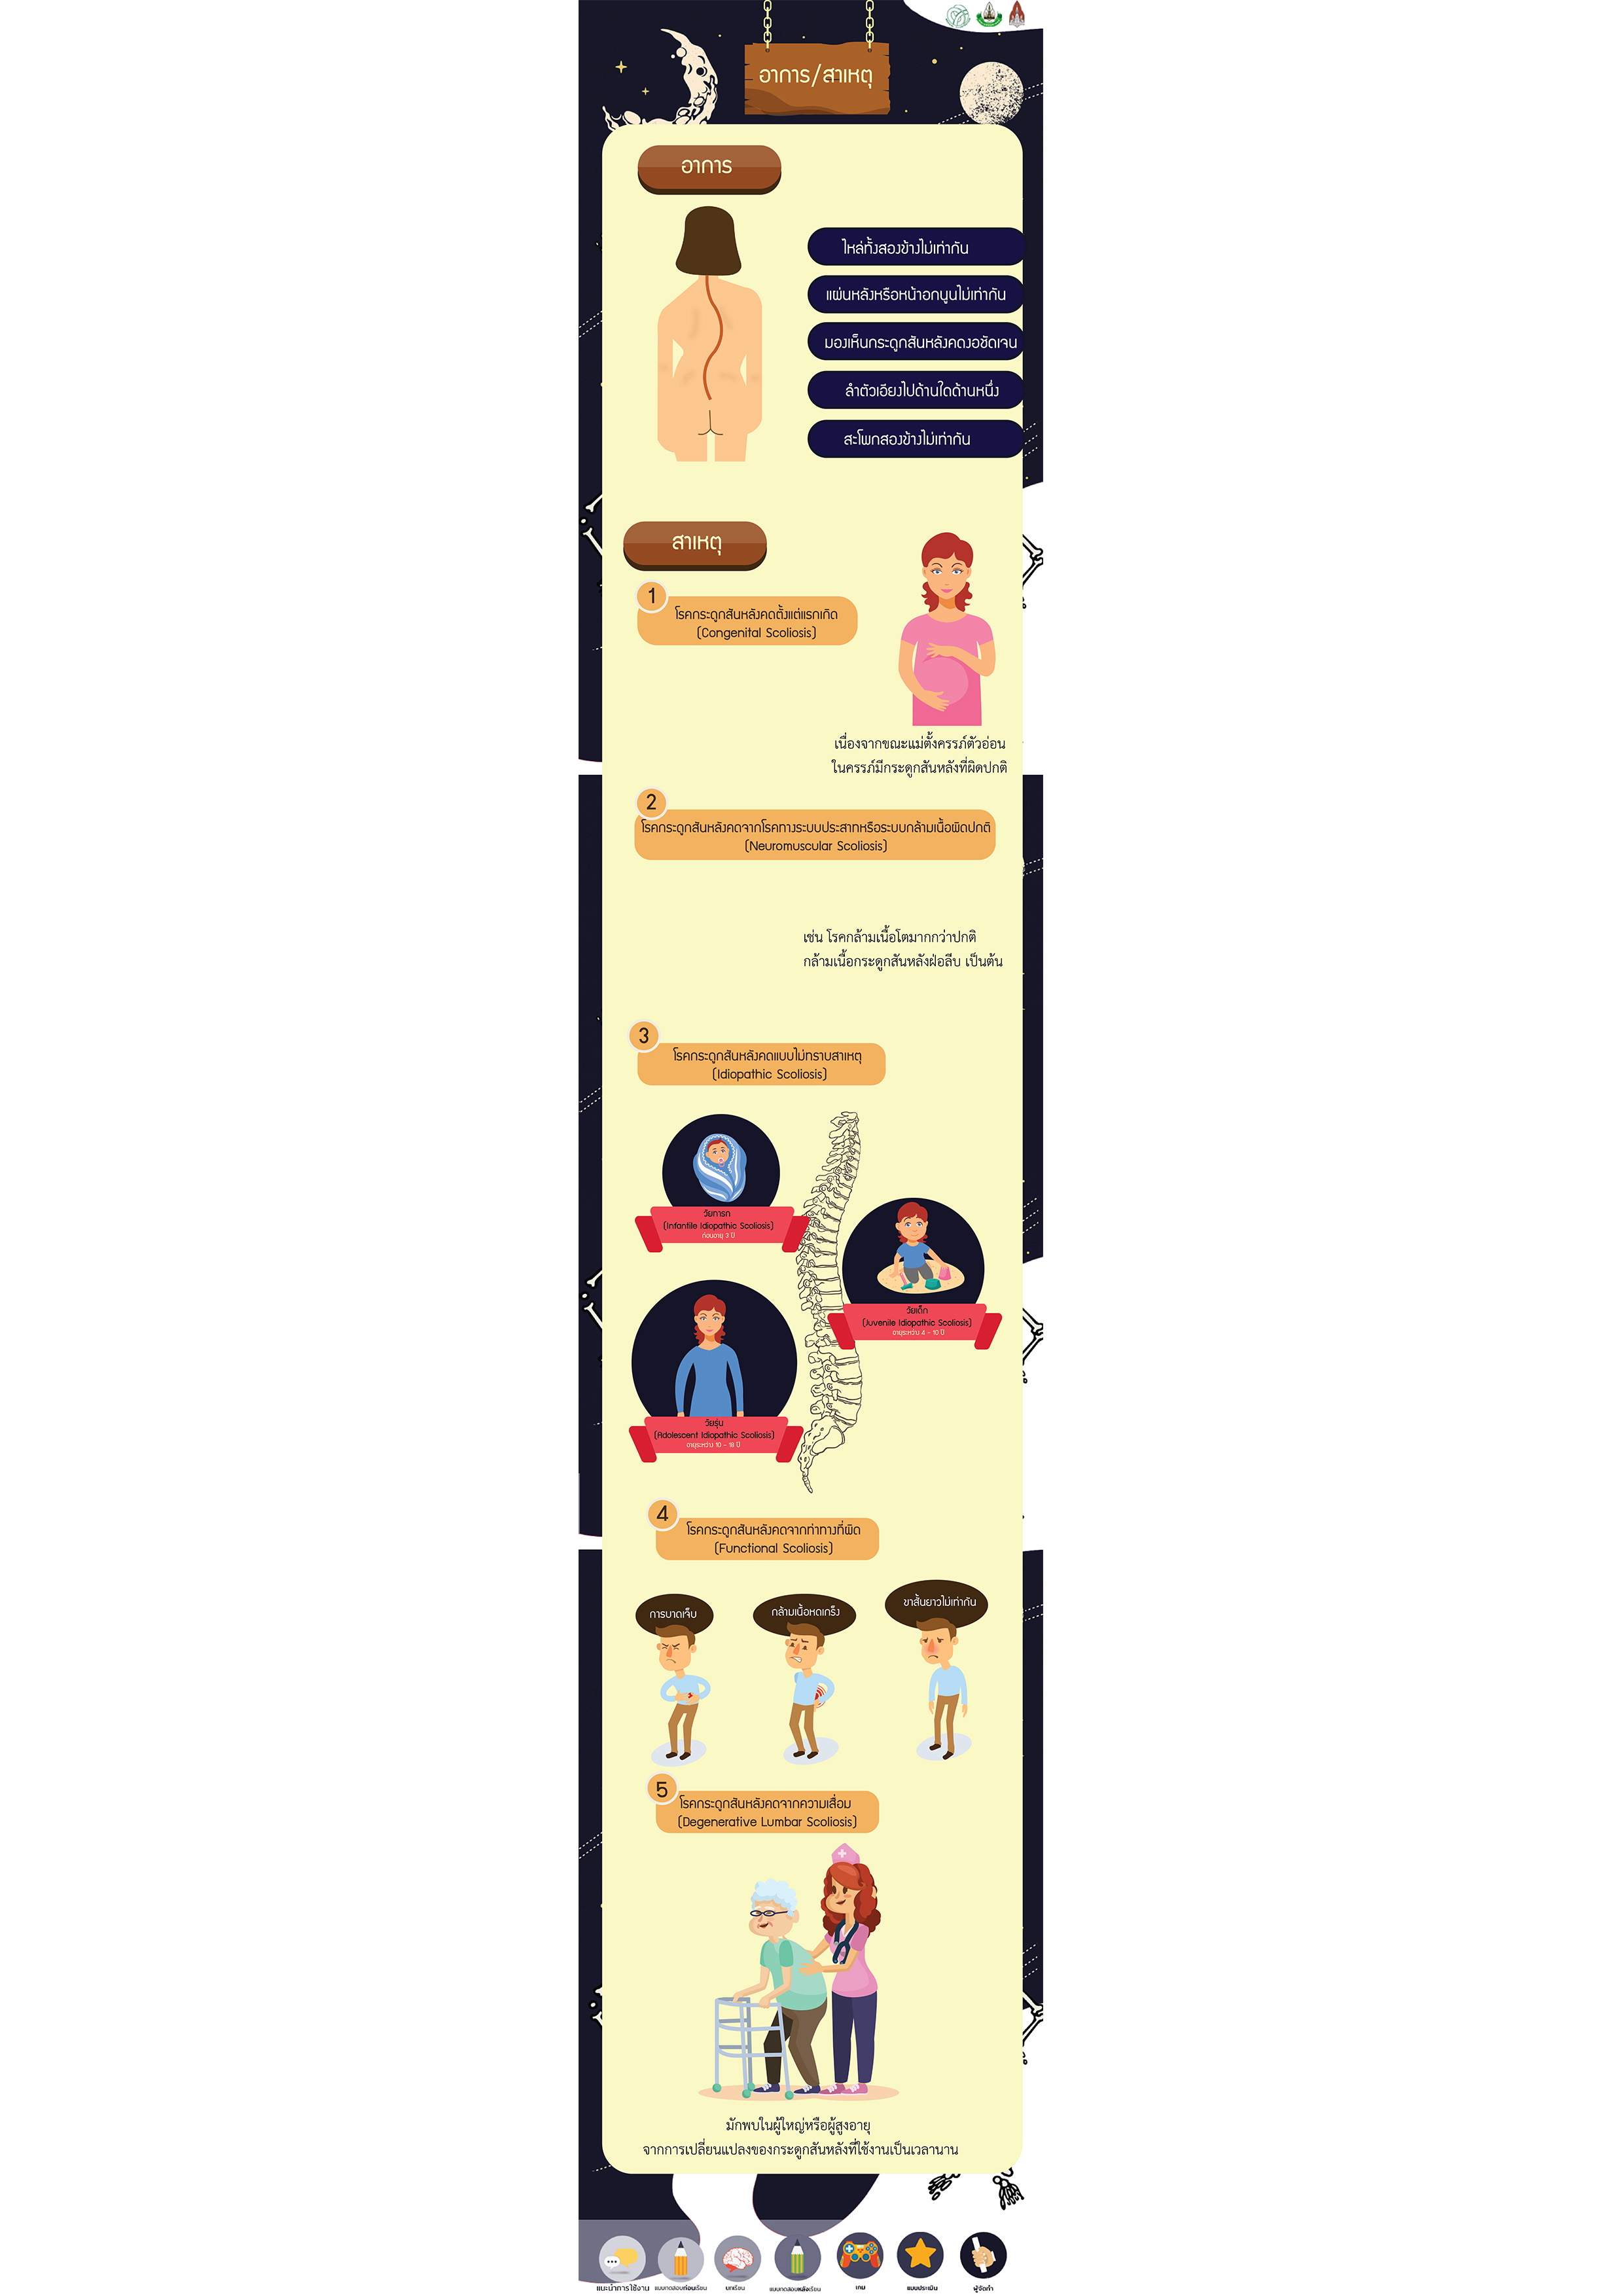 อาการ/สาเหตุ
อาการ
ไหล่ทั้งสองข้างไม่เท่ากัน
แผ่นหลังหรือหน้าอกนูนไม่เท่ากัน
มองเห็นกระดูกสันหลังคดงอชัดเจน
ลำตัวเอียงไปด้านใดด้านหนึ่ง
สะโพกสองข้างไม่เท่ากัน
สาเหตุ
1
โรคกระดูกสันหลังคดตั้งแต่แรกเกิด
(Congenital Scoliosis)
เนื่องจากขณะแม่ตั้งครรภ์ตัวอ่อน
ในครรภ์มีกระดูกสันหลังที่ผิดปกติ
2
โรคกระดูกสันหลังคดจากโรคทางระบบประสาทหรือระบบกล้ามเนื้อผิดปกติ
(Neuromuscular Scoliosis)
เช่น โรคกล้ามเนื้อโตมากกว่าปกติ
กล้ามเนื้อกระดูกสันหลังฝ่อลีบ เป็นต้น
3
โรคกระดูกสันหลังคดแบบไม่ทราบสาเหตุ
(Idiopathic Scoliosis)
วัยทารก
(Infantile Idiopathic Scoliosis)
ก่อนอายุ 3 ปี
วัยเด็ก
(Juvenile Idiopathic Scoliosis)
อายุระหว่าง 4 - 10 ปี
วัยรุ่น
(Adolescent Idiopathic Scoliosis)
อายุระหว่าง 10 - 18 ปี
4
โรคกระดูกสันหลังคดจากท่าทางที่ผิด
(Functional Scoliosis)
การบาดเจ็บ
กล้ามเนื้อหดเกร็ง
ขาสั้นยาวไม่เท่ากัน
5
โรคกระดูกสันหลังคดจากความเสื่อม
(Degenerative Lumbar Scoliosis)
มักพบในผู้ใหญ่หรือผู้สูงอายุ
จากการเปลี่ยนแปลงของกระดูกสันหลังที่ใช้งานเป็นเวลานาน
แนะนำการใช้งาน
แบบทดสอบก่อนเรียน
บทเรียน
แบบทดสอบหลังเรียน
เกม
แบบประเมิน
ผู้จัดทำ